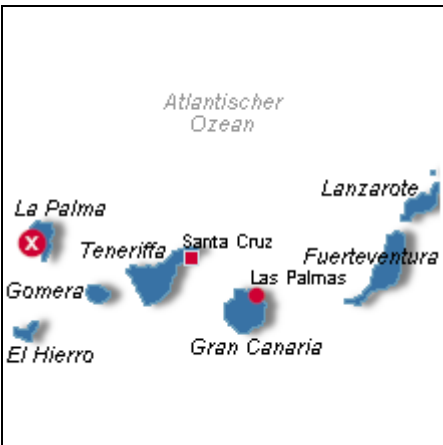 Atlantischer
Ozean
Lanzarote
La Palma
X
Teneriffa
Santa Cruz
Fuerteventura
Las Palmas
Gomera
Gran Canaria
El Hierro